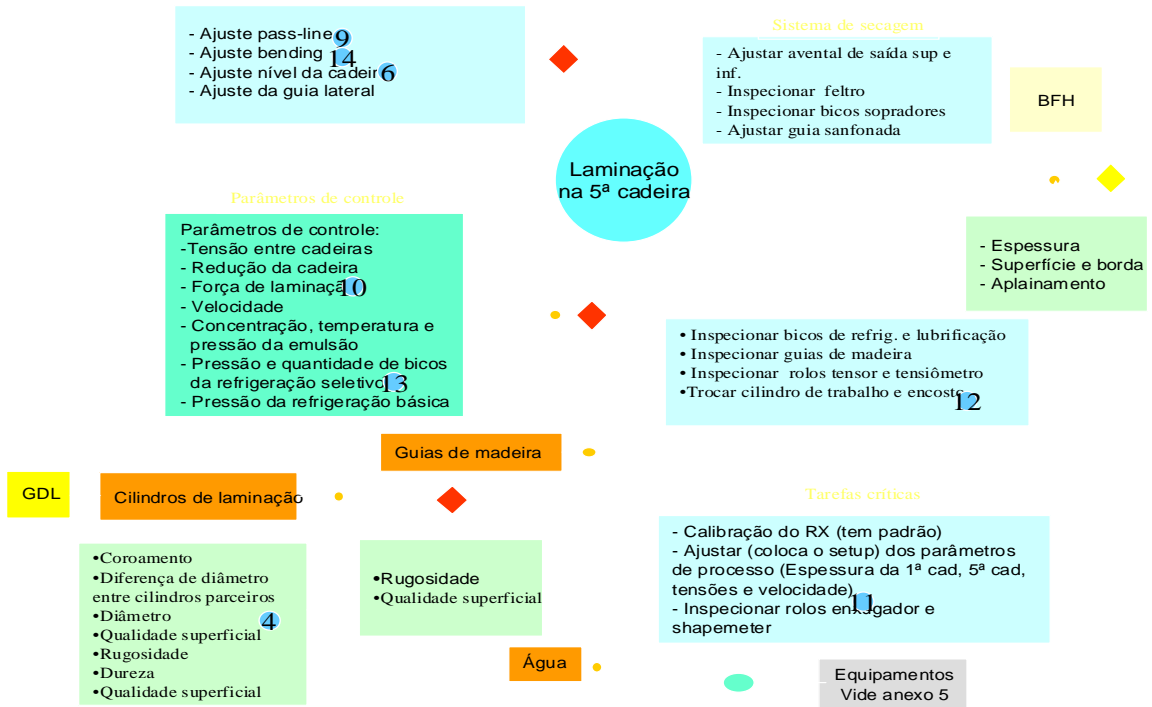 - Ajuste pass-line 9
- Ajuste bending 14
- Ajuste nível da cadeir 6
- Ajuste da guia lateral
Sistema de secagem
- Ajustar avental de saída sup e
inf.
- Inspecionar feltro
- Inspecionar bicos sopradores
- Ajustar guia sanfonada
BFH
Laminação
na 5ª cadeira
- Espessura
- Superfície e borda
- Aplainamento
Parâmetros de controle
Parâmetros de controle:
-Tensão entre cadeiras
- Redução da cadeira
- Força de laminaçã 10
- Velocidade
- Concentração, temperatura e
pressão da emulsão
- Pressão e quantidade de bicos
da refrigeração seletivo 13
- Pressão da refrigeração básica
• Inspecionar bicos de refrig. e lubrificação
• Inspecionar guias de madeira
• Inspecionar rolos tensor e tensiômetro
•Trocar cilindro de trabalho e encosto 12
Guias de madeira
GDL
Cilindros de laminação
•Coroamento
•Diferença de diâmetro
entre cilindros parceiros
•Diâmetro
•Qualidade superficial 4
•Rugosidade
•Dureza
•Qualidade superficial
•Rugosidade
•Qualidade superficial
Tarefas críticas
- Calibração do RX (tem padrão)
- Ajustar (coloca o setup) dos parâmetros
de processo (Espessura da 1ª cad, 5ª cad,
tensões e velocidade) 11
- Inspecionar rolos enxugador e
shapemeter
Água
Equipamentos
Vide anexo 5